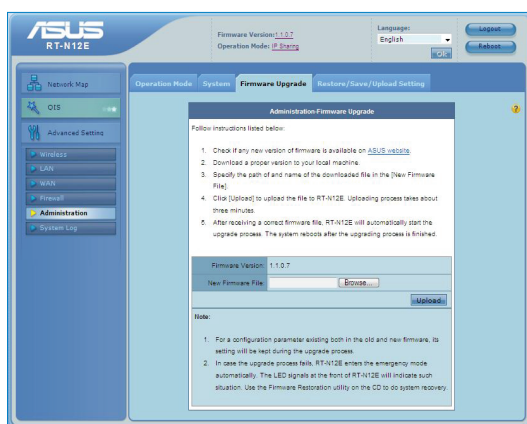 ASUS
RT-N12E
Firmware Version:1.1.0.7
Operation Mode: IP Sharing
Language:
English
OK
Logout
Reboot
Network Map
QIS
Advanced Setting
Wireless
LAN
WAN
Firewall
Administration
System Log
Operation Mode System Firmware Upgrade Restore/Save/Upload Setting
Administration-Firmware Upgrade
Follow instructions listed below:
1. Check if any new version of firmware is available on ASUS website.
2. Download a proper version to your local machine.
3. Specify the path of and name of the downloaded file in the [New Firmware
File].
4. Click [Upload] to upload the file to RT-N12E. Uploading process takes about
three minutes.
5. After receiving a correct firmware file, RT-N12E will automatically start the
upgrade process. The system reboots after the upgrading process is finished.
Firmware Version: 1.1.0.7
New Firmware File: Browse...
Upload
Note:
1. For a configuration parameter existing both in the old and new firmware, its
setting will be kept during the upgrade process.
2. In case the upgrade process fails, RT-N12E enters the emergency mode
automatically. The LED signals at the front of RT-N12E will indicate such
situation. Use the Firmware Restoration utility on the CD to do system recovery.